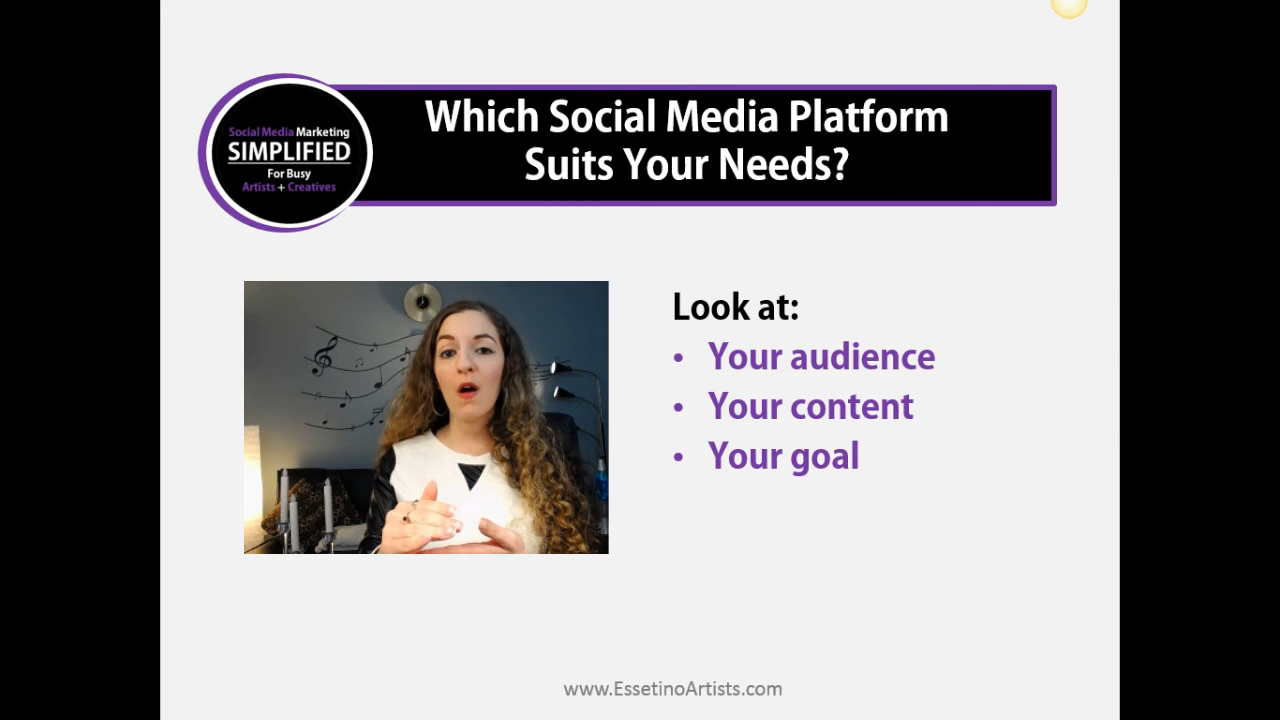 Which Social Media Platform
Suits Your Needs?
Social Media Marketing
SIMPLIFIED
For Busy
Artists + Creatives
Look at:
• Your audience
• Your content
• Your goal
www.EssetinoArtists.com